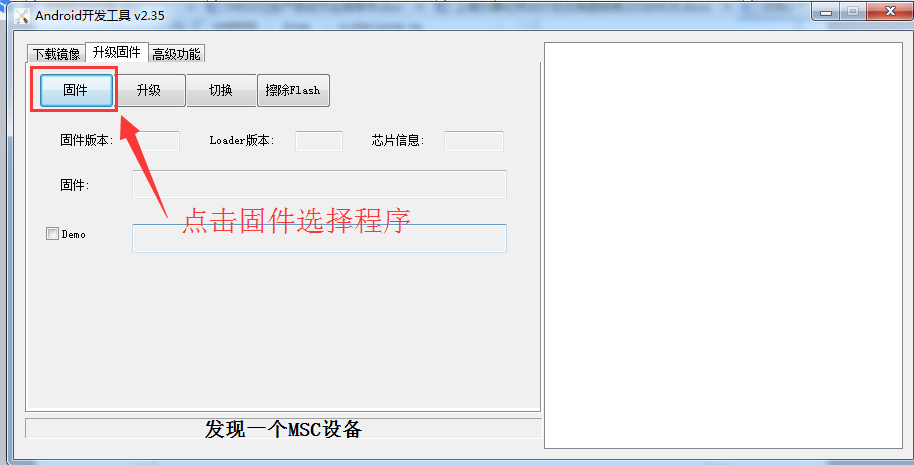 Android开发工具 v2.35
下载镜像 升级固件 高级功能
固件 升级 切换 擦除Flash
固件版本: Loader版本: 芯片信息:
固件:
点击固件选择程序
Demo
发现一个MSC设备